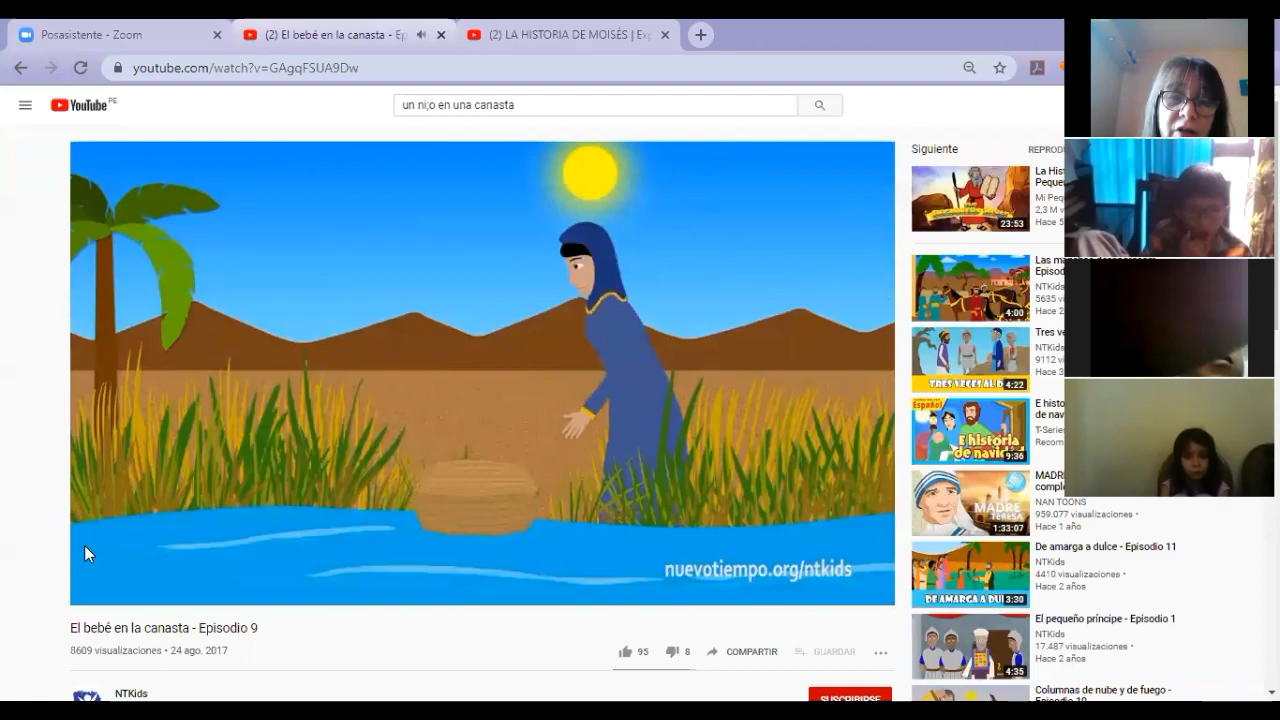 Posasistente - Zoom
(2) El bebé en la canasta - Ep
(2) LA HISTORIA DE MOISÉS | Ex
youtube.com/watch?v=GAgqFSUA9Dw
YouTube PE
un ni;o en una canasta
nuevotiempo.org/ntkids
El bebé en la canasta - Episodio 9
8609 visualizaciones • 24 ago. 2017
95
8
COMPARTIR
GUARDAR
NTKids
SUSCRIBIRSE
Siguiente
REPROD
La His
Peque
Mi Peq
2,3 M v
Hace 5
23:53
Las
Episod
NTKids
5635 vi
Hace 2
4:00
Tres ve
NTKids
9112 vi
Hace 3
TRES VECES AL D
4:22
E histo
de nav
T-Serie
Recom
Español
E história
de navid
9:36
MADR
comple
NAN TOONS
959.077 visualizaciones •
Hace 1 año
MADRE
TERESA
1:33:07
De amarga a dulce - Episodio 11
NTKids
4410 visualizaciones •
Hace 2 años
DE AMARGA A DUL
3:30
El pequeño príncipe - Episodio 1
NTKids
17.487 visualizaciones •
Hace 2 años
4:35
Columnas de nube y de fuego -
Episodio 10